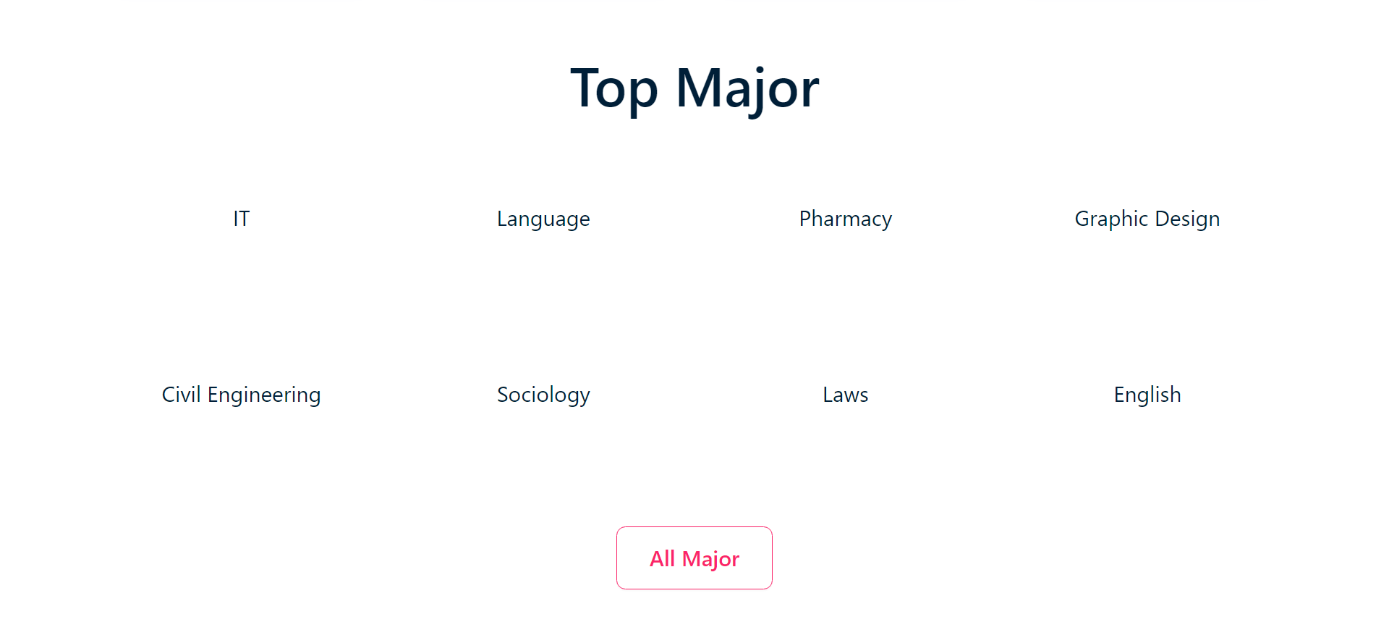 Top Major
IT
Language
Pharmacy
Graphic Design
Civil Engineering
Sociology
Laws
English
All Major